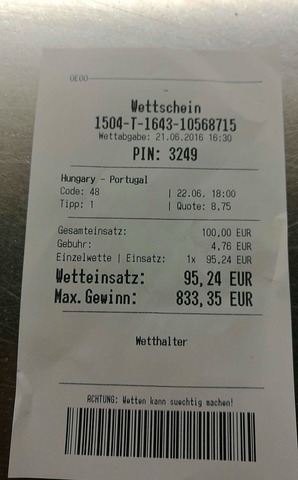 OE00
Wettschein
1504-T-1643-10568715
Wettabgabe: 21.06.2016 16:30
PIN: 3249
Hungary - Portugal
Code: 48 | 22.06. 18:00
Tipp: 1 | Quote: 8,75
Gesamteinsatz: 100,00 EUR
Gebuhr: 4,76 EUR
Einzelwette | Einsatz: 1x 95,24 EUR
Wetteinsatz: 95,24 EUR
Max. Gewinn: 833,35 EUR
Wetthalter
ACHTUNG: Wetten kann suechtig machen!